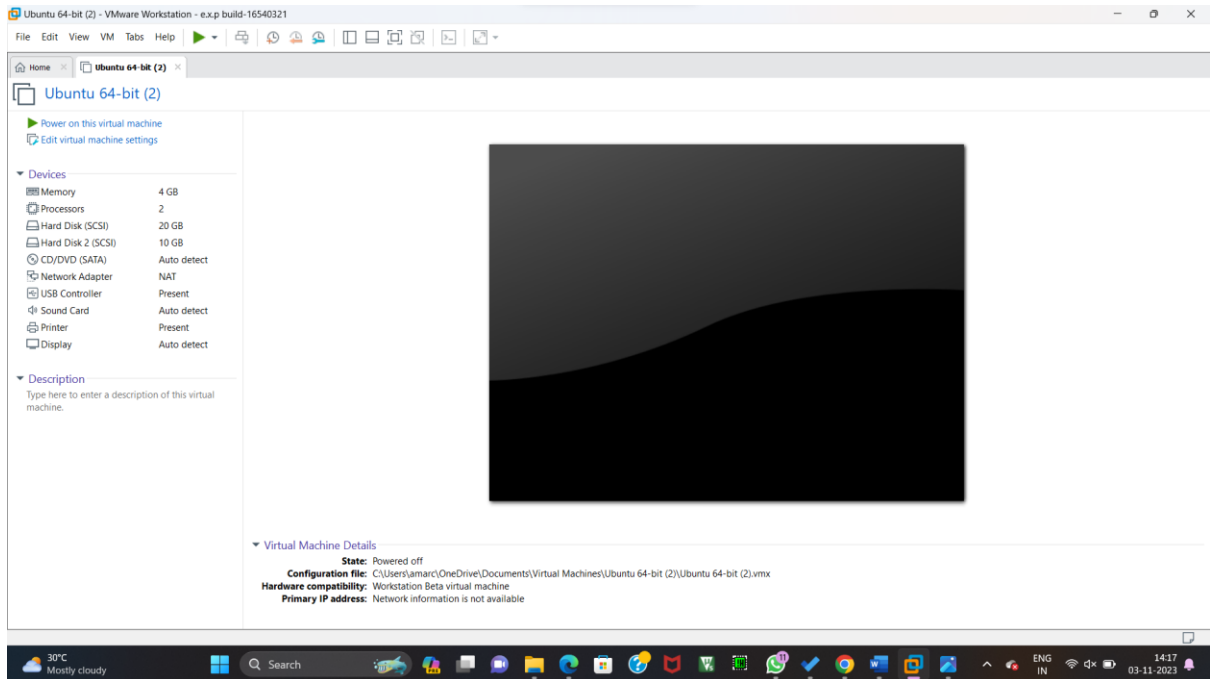 Ubuntu 64-bit (2) - VMware Workstation - e.x.p build-16540321
File Edit View VM Tabs Help
Home Ubuntu 64-bit (2)
Ubuntu 64-bit (2)
Power on this virtual machine
Edit virtual machine settings
Devices
Memory 4 GB
Processors 2
Hard Disk (SCSI) 20 GB
Hard Disk 2 (SCSI) 10 GB
CD/DVD (SATA) Auto detect
Network Adapter NAT
USB Controller Present
Sound Card Auto detect
Printer Present
Display Auto detect
Description
Type here to enter a description of this virtual
machine.
Virtual Machine Details
State: Powered off
Configuration file: C:\Users\amarc\OneDrive\Documents\Virtual Machines\Ubuntu 64-bit (2)\Ubuntu 64-bit (2).vmx
Hardware compatibility: Workstation Beta virtual machine
Primary IP address: Network information is not available
30°C
Mostly cloudy
Search
ENG
IN
14:17
03-11-2023